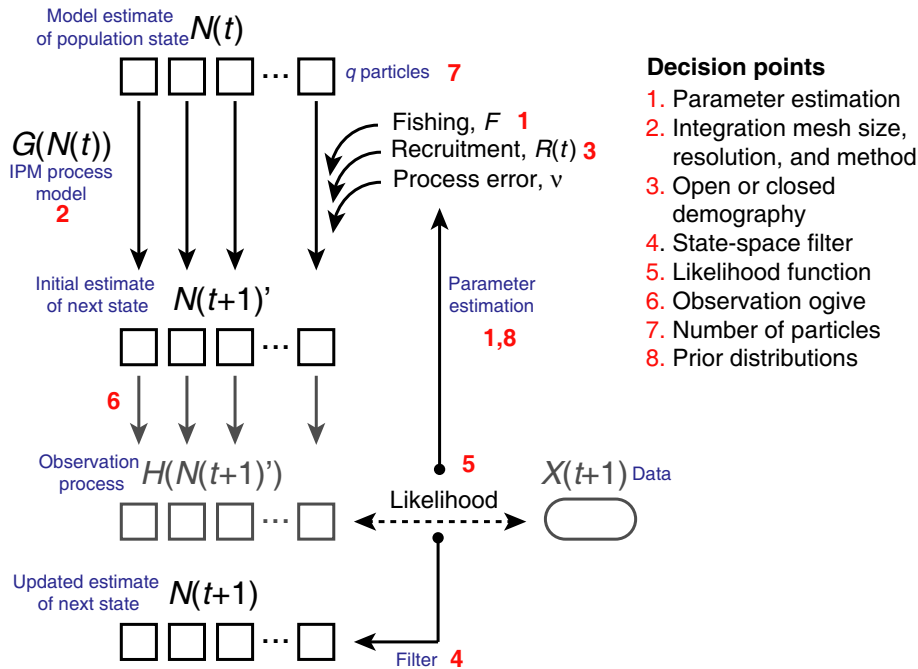 Model estimate
of population state
N(t)
q particles 7
G(N(t))
IPM process
model
2
Fishing, F 1
Recruitment, R(t) 3
Process error, ν
Initial estimate
of next state
N(t+1)’
Parameter
estimation
1,8
6
Observation
process
H(N(t+1)’)
5
Likelihood
X(t+1) Data
Updated estimate
of next state
N(t+1)
Filter 4
Decision points
1. Parameter estimation
2. Integration mesh size,
resolution, and method
3. Open or closed
demography
4. State-space filter
5. Likelihood function
6. Observation ogive
7. Number of particles
8. Prior distributions